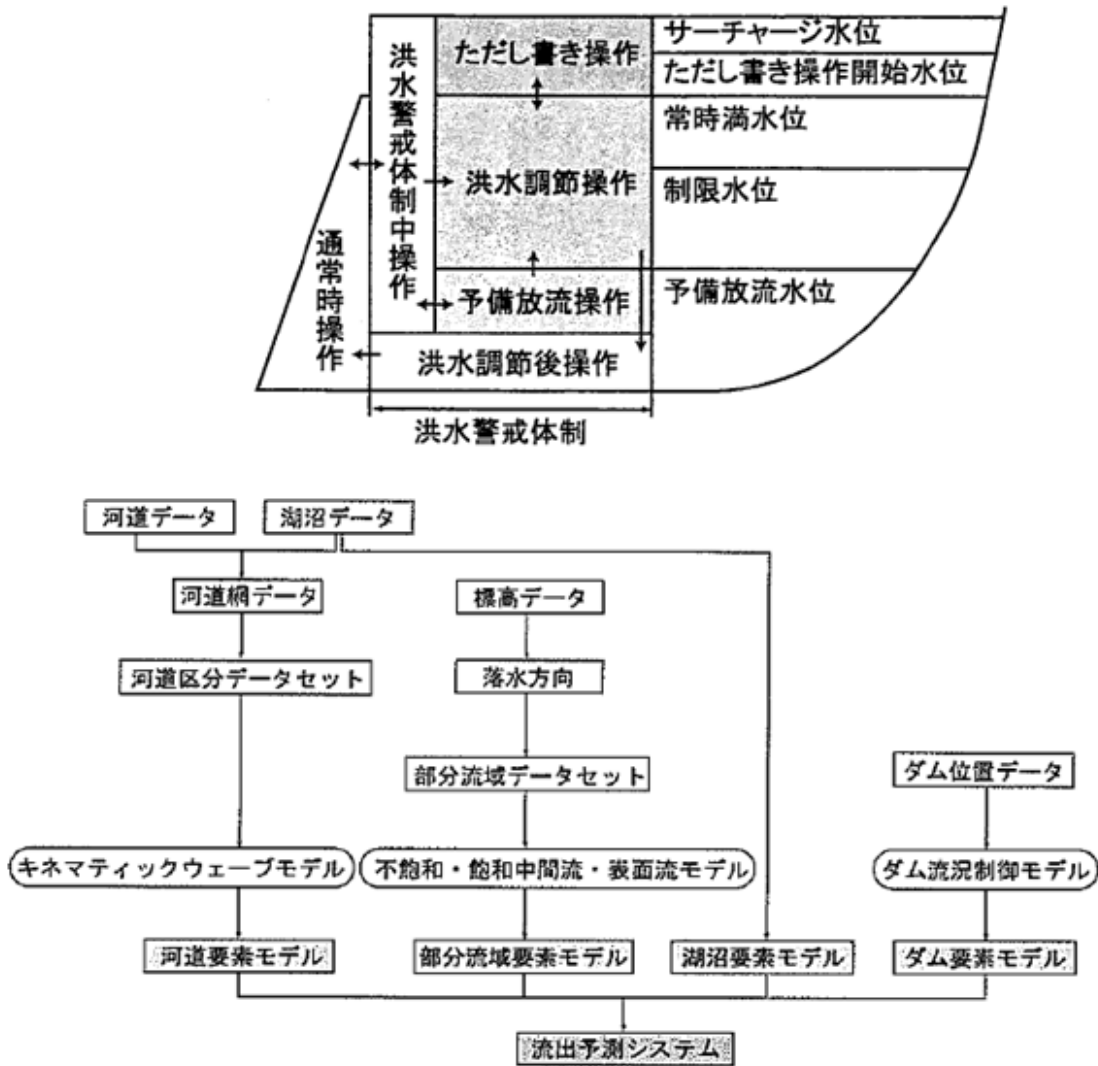 サーチャージ水位
ただし書き操作
ただし書き操作開始水位
洪水警戒体制中操作
常時満水位
洪水調節操作
制限水位
通常時操作
予備放流操作
予備放流水位
洪水調節後操作
洪水警戒体制
河道データ
湖沼データ
河道網データ
標高データ
河道区分データセット
落水方向
部分流域データセット
ダム位置データ
キネマティックウェーブモデル
不飽和・飽和中間流・表面流モデル
ダム流況制御モデル
河道要素モデル
部分流域要素モデル
湖沼要素モデル
ダム要素モデル
流出予測システム